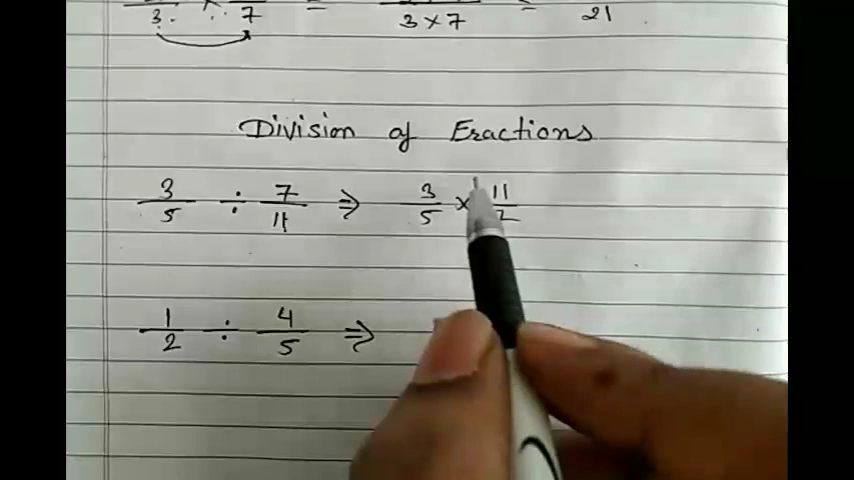 3 7 = 3 × 7 = 21
Division of Fractions
3/5 ÷ 7/11 ⇒ 3/5 × 11
1/2 ÷ 4/5 ⇒